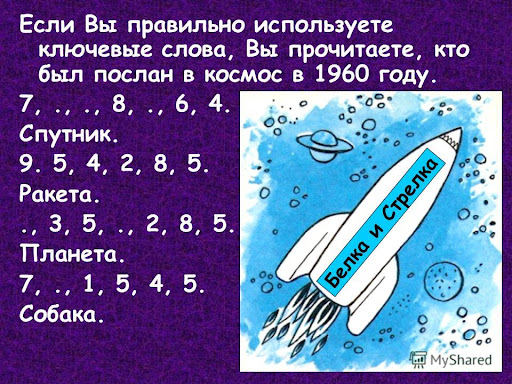 Если Вы правильно используете
ключевые слова, Вы прочитаете, кто
был послан в космос в 1960 году.
7, ., ., 8, ., 6, 4.
Спутник.
9. 5, 4, 2, 8, 5.
Ракета.
., 3, 5, ., 2, 8, 5.
Планета.
7, ., 1, 5, 4, 5.
Собака.
Белка и Стрелка
MyShared